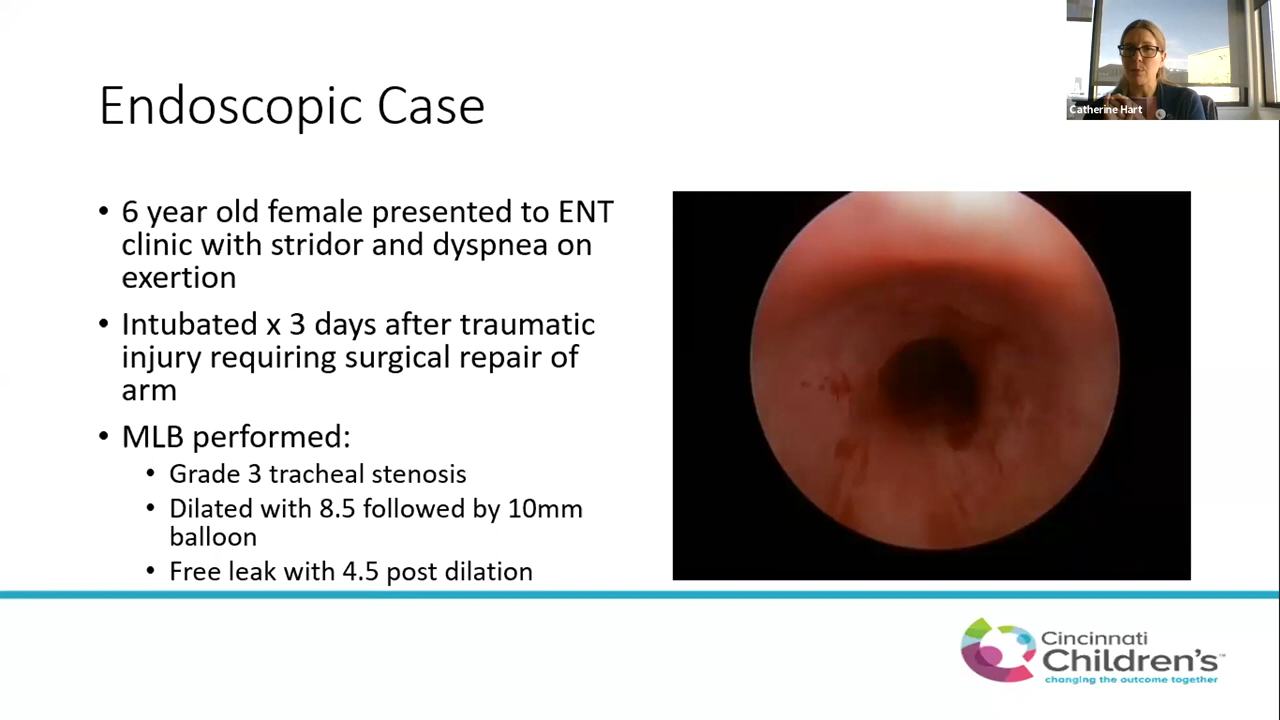 Catherine Hart
Endoscopic Case
• 6 year old female presented to ENT
clinic with stridor and dyspnea on
exertion
• Intubated x 3 days after traumatic
injury requiring surgical repair of
arm
• MLB performed:
• Grade 3 tracheal stenosis
• Dilated with 8.5 followed by 10mm
balloon
• Free leak with 4.5 post dilation
Cincinnati
Children's™
changing the outcome together